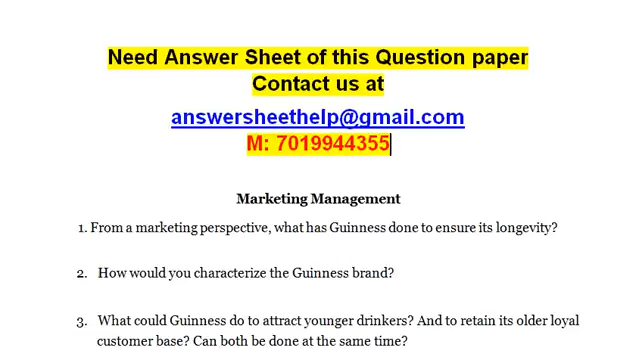 Need Answer Sheet of this Question paper
Contact us at
answersheethelp@gmail.com
M: 7019944355
Marketing Management
1. From a marketing perspective, what has Guinness done to ensure its longevity?
2. How would you characterize the Guinness brand?
3. What could Guinness do to attract younger drinkers? And to retain its older loyal
customer base? Can both be done at the same time?